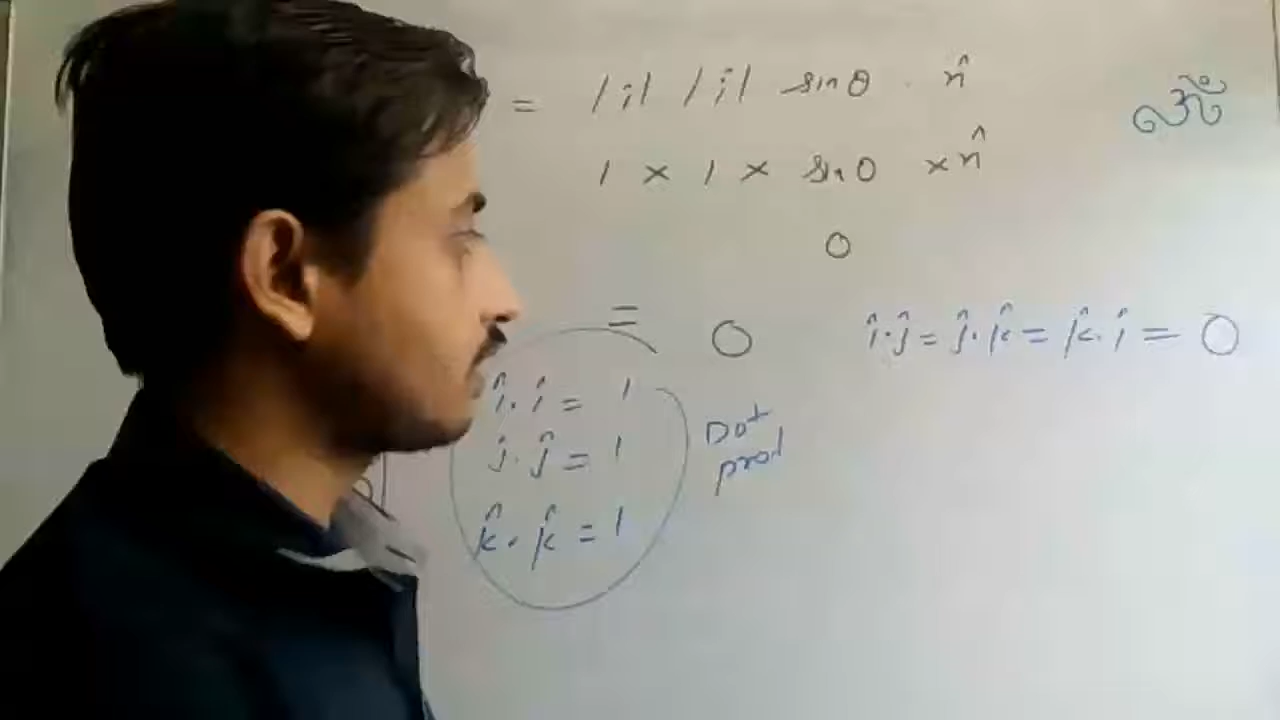 = |î| |î| sinθ · n̂
ॐ
1 × 1 × sin0 × n̂
0
= 0
î·ĵ = ĵ·k̂ = k̂·î = 0
î·î = 1
ĵ·ĵ = 1
k̂·k̂ = 1
Dot
prod